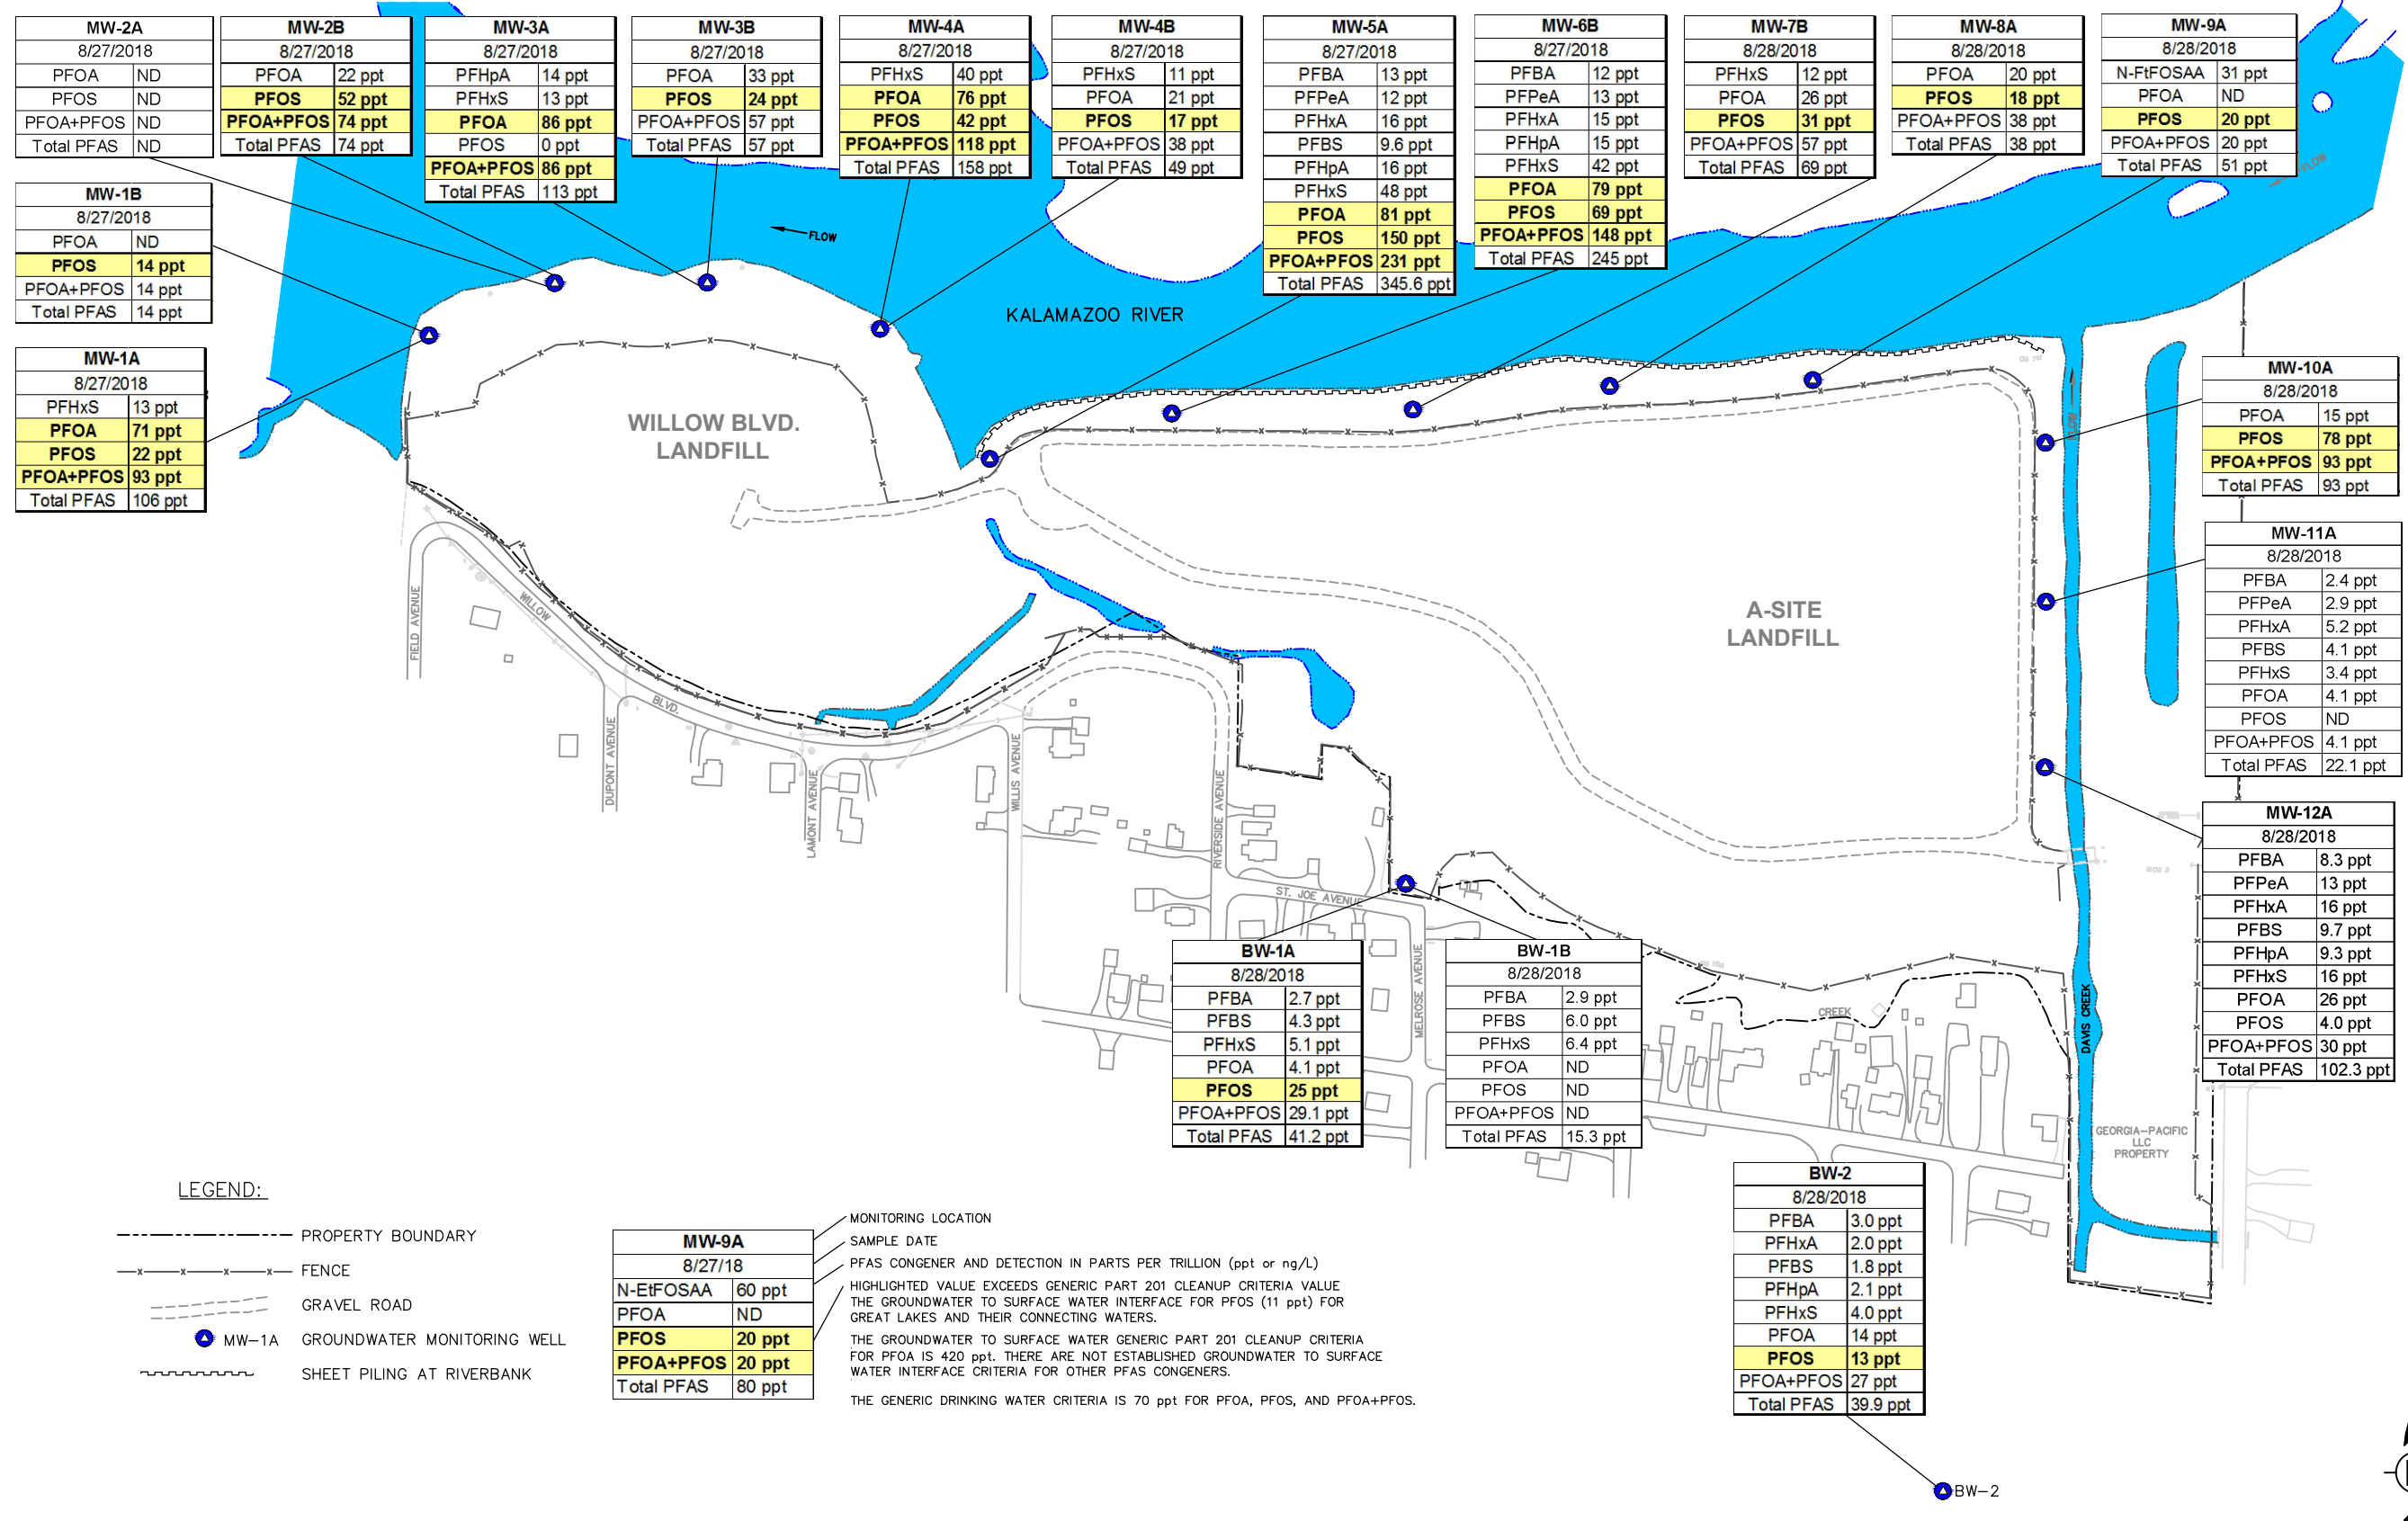 MW-2A
8/27/2018
PFOA ND
PFOS ND
PFOA+PFOS ND
Total PFAS ND
MW-2B
8/27/2018
PFOA 22 ppt
PFOS 52 ppt
PFOA+PFOS 74 ppt
Total PFAS 74 ppt
MW-3A
8/27/2018
PFHpA 14 ppt
PFHxS 13 ppt
PFOA 86 ppt
PFOS 0 ppt
PFOA+PFOS 86 ppt
Total PFAS 113 ppt
MW-3B
8/27/2018
PFOA 33 ppt
PFOS 24 ppt
PFOA+PFOS 57 ppt
Total PFAS 57 ppt
MW-4A
8/27/2018
PFHxS 40 ppt
PFOA 76 ppt
PFOS 42 ppt
PFOA+PFOS 118 ppt
Total PFAS 158 ppt
MW-4B
8/27/2018
PFHxS 11 ppt
PFOA 21 ppt
PFOS 17 ppt
PFOA+PFOS 38 ppt
Total PFAS 49 ppt
MW-5A
8/27/2018
PFBA 13 ppt
PFPeA 12 ppt
PFHxA 16 ppt
PFBS 9.6 ppt
PFHpA 16 ppt
PFHxS 48 ppt
PFOA 81 ppt
PFOS 150 ppt
PFOA+PFOS 231 ppt
Total PFAS 345.6 ppt
MW-6B
8/27/2018
PFBA 12 ppt
PFPeA 13 ppt
PFHxA 15 ppt
PFHpA 15 ppt
PFHxS 42 ppt
PFOA 79 ppt
PFOS 69 ppt
PFOA+PFOS 148 ppt
Total PFAS 245 ppt
MW-7B
8/28/2018
PFHxS 12 ppt
PFOA 26 ppt
PFOS 31 ppt
PFOA+PFOS 57 ppt
Total PFAS 69 ppt
MW-8A
8/28/2018
PFOA 20 ppt
PFOS 18 ppt
PFOA+PFOS 38 ppt
Total PFAS 38 ppt
MW-9A
8/28/2018
N-EtFOSAA 31 ppt
PFOA ND
PFOS 20 ppt
PFOA+PFOS 20 ppt
Total PFAS 51 ppt
FLOW
MW-1B
8/27/2018
PFOA ND
PFOS 14 ppt
PFOA+PFOS 14 ppt
Total PFAS 14 ppt
FLOW
KALAMAZOO RIVER
MW-1A
8/27/2018
PFHxS 13 ppt
PFOA 71 ppt
PFOS 22 ppt
PFOA+PFOS 93 ppt
Total PFAS 106 ppt
WILLOW BLVD.
LANDFILL
FLOW
MW-10A
8/28/2018
PFOA 15 ppt
PFOS 78 ppt
PFOA+PFOS 93 ppt
Total PFAS 93 ppt
MW-11A
8/28/2018
PFBA 2.4 ppt
PFPeA 2.9 ppt
PFHxA 5.2 ppt
PFBS 4.1 ppt
PFHxS 3.4 ppt
PFOA 4.1 ppt
PFOS ND
PFOA+PFOS 4.1 ppt
Total PFAS 22.1 ppt
A-SITE
LANDFILL
FIELD AVENUE
WILLOW
BLVD.
DUPONT AVENUE
LAMONT AVENUE
WILLIS AVENUE
RIVERSIDE AVENUE
ST. JOE AVENUE
MELROSE AVENUE
MW-12A
8/28/2018
PFBA 8.3 ppt
PFPeA 13 ppt
PFHxA 16 ppt
PFBS 9.7 ppt
PFHpA 9.3 ppt
PFHxS 16 ppt
PFOA 26 ppt
PFOS 4.0 ppt
PFOA+PFOS 30 ppt
Total PFAS 102.3 ppt
BW-1A
8/28/2018
PFBA 2.7 ppt
PFBS 4.3 ppt
PFHxS 5.1 ppt
PFOA 4.1 ppt
PFOS 25 ppt
PFOA+PFOS 29.1 ppt
Total PFAS 41.2 ppt
BW-1B
8/28/2018
PFBA 2.9 ppt
PFBS 6.0 ppt
PFHxS 6.4 ppt
PFOA ND
PFOS ND
PFOA+PFOS ND
Total PFAS 15.3 ppt
CREEK
DAVIS CREEK
GEORGIA-PACIFIC
LLC
PROPERTY
BW-2
8/28/2018
PFBA 3.0 ppt
PFHxA 2.0 ppt
PFBS 1.8 ppt
PFHpA 2.1 ppt
PFHxS 4.0 ppt
PFOA 14 ppt
PFOS 13 ppt
PFOA+PFOS 27 ppt
Total PFAS 39.9 ppt
BW-2
LEGEND:
PROPERTY BOUNDARY
FENCE
GRAVEL ROAD
MW-1A GROUNDWATER MONITORING WELL
SHEET PILING AT RIVERBANK
MW-9A
8/27/18
N-EtFOSAA 60 ppt
PFOA ND
PFOS 20 ppt
PFOA+PFOS 20 ppt
Total PFAS 80 ppt
MONITORING LOCATION
SAMPLE DATE
PFAS CONGENER AND DETECTION IN PARTS PER TRILLION (ppt or ng/L)
HIGHLIGHTED VALUE EXCEEDS GENERIC PART 201 CLEANUP CRITERIA VALUE
THE GROUNDWATER TO SURFACE WATER INTERFACE FOR PFOS (11 ppt) FOR
GREAT LAKES AND THEIR CONNECTING WATERS.
THE GROUNDWATER TO SURFACE WATER GENERIC PART 201 CLEANUP CRITERIA
FOR PFOA IS 420 ppt. THERE ARE NOT ESTABLISHED GROUNDWATER TO SURFACE
WATER INTERFACE CRITERIA FOR OTHER PFAS CONGENERS.
THE GENERIC DRINKING WATER CRITERIA IS 70 ppt FOR PFOA, PFOS, AND PFOA+PFOS.